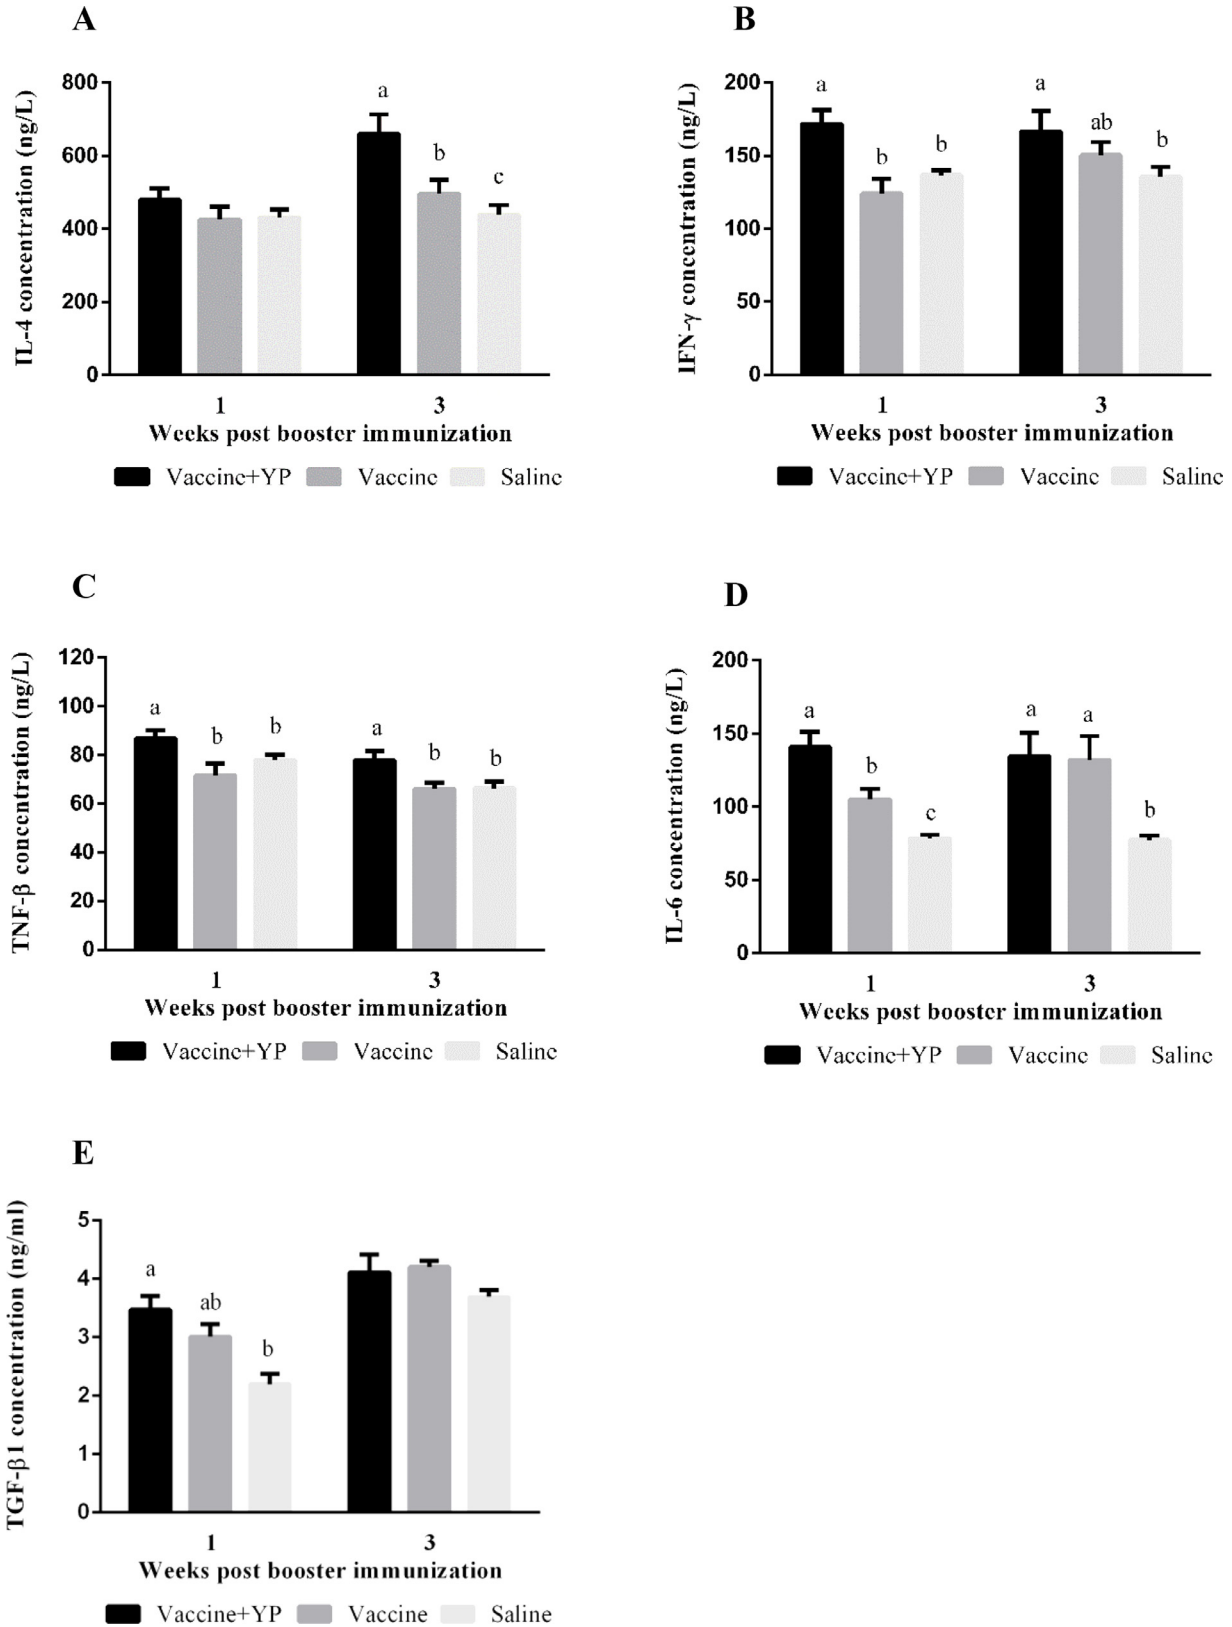 A
IL-4 concentration (ng/L)
800
600
400
200
0
a
b
c
1
3
Weeks post booster immunization
Vaccine+YP Vaccine Saline
B
IFN-γ concentration (ng/L)
200
150
100
50
0
a
b
b
a
ab
b
1
3
Weeks post booster immunization
Vaccine+YP Vaccine Saline
C
TNF-β concentration (ng/L)
120
100
80
60
40
20
0
a
b
b
a
b
b
1
3
Weeks post booster immunization
Vaccine+YP Vaccine Saline
D
IL-6 concentration (ng/L)
200
150
100
50
0
a
b
c
a
a
b
1
3
Weeks post booster immunization
Vaccine+YP Vaccine Saline
E
TGF-β1 concentration (ng/ml)
5
4
3
2
1
0
a
ab
b
1
3
Weeks post booster immunization
Vaccine+YP Vaccine Saline